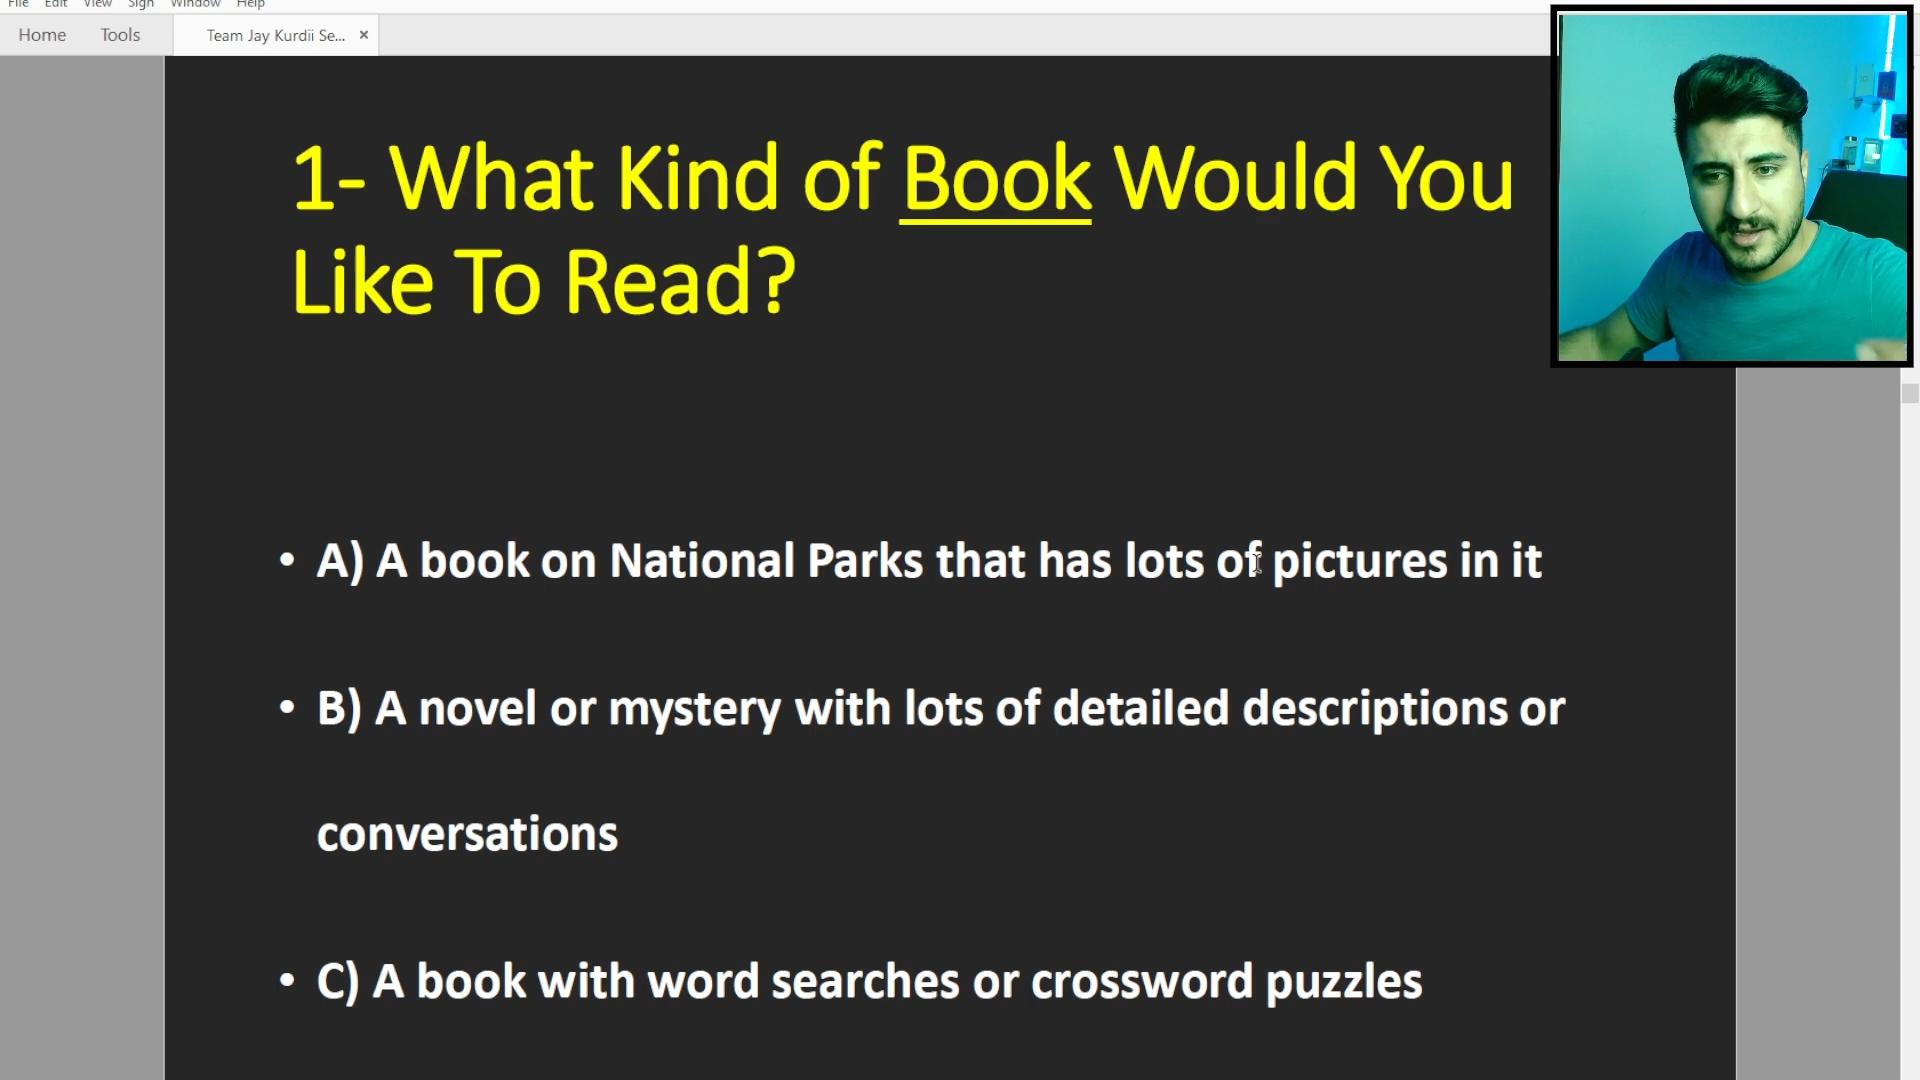 File Edit View Sign Window Help
Home Tools Team Jay Kurdii Se... ×
1- What Kind of Book Would You
Like To Read?
• A) A book on National Parks that has lots of pictures in it
• B) A novel or mystery with lots of detailed descriptions or
conversations
• C) A book with word searches or crossword puzzles